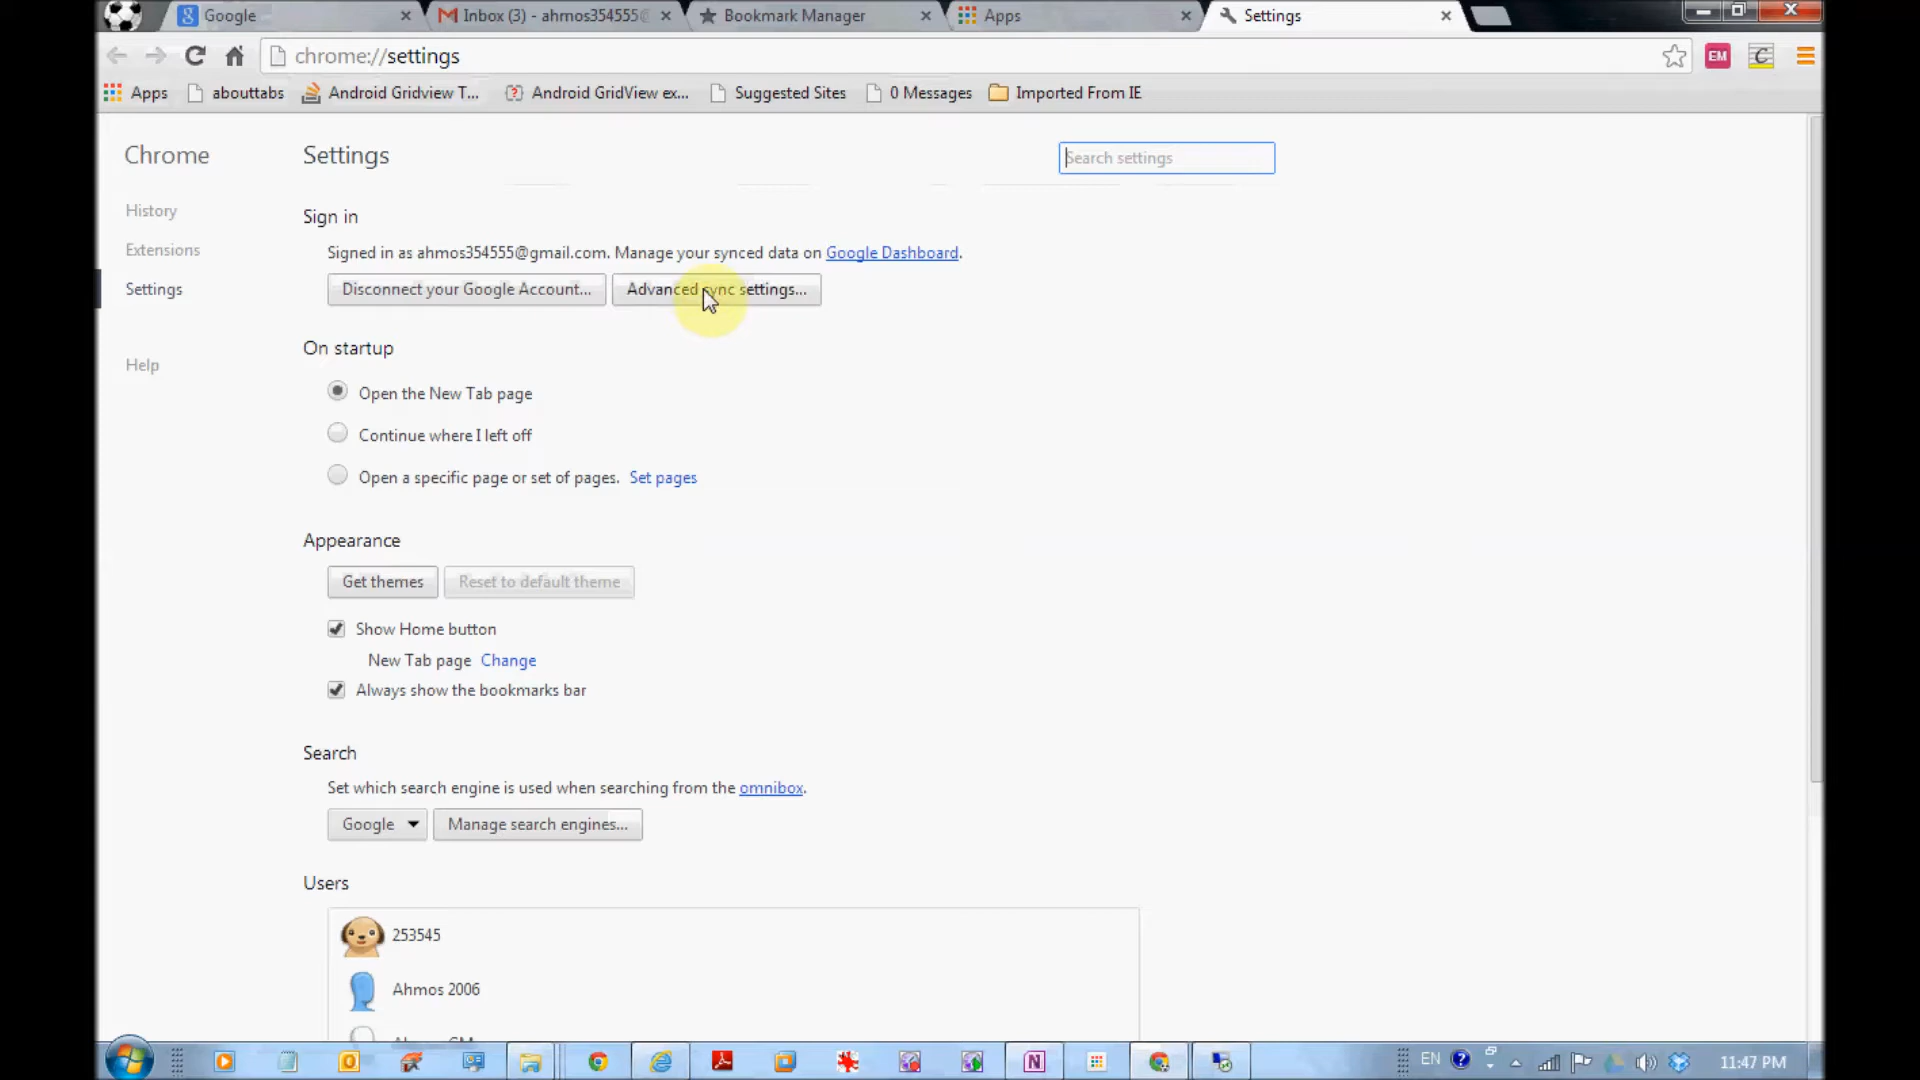 Google
Inbox (3) - ahmos354555@
Bookmark Manager
Apps
Settings
chrome://settings
EM
C
Apps
abouttabs
Android Gridview T...
Android GridView ex...
Suggested Sites
0 Messages
Imported From IE
Chrome
Settings
Search settings
History
Extensions
Settings
Help
Sign in
Signed in as ahmos354555@gmail.com. Manage your synced data on Google Dashboard.
Disconnect your Google Account...
Advanced sync settings...
On startup
Open the New Tab page
Continue where I left off
Open a specific page or set of pages. Set pages
Appearance
Get themes
Reset to default theme
Show Home button
New Tab page Change
Always show the bookmarks bar
Search
Set which search engine is used when searching from the omnibox.
Google
Manage search engines...
Users
253545
Ahmos 2006
EN
11:47 PM